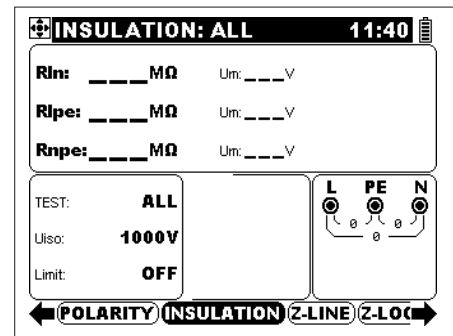 INSULATION: ALL 11:40
Rln: ___MΩ Um:___V
Rlpe:___MΩ Um:___V
Rnpe:___MΩ Um:___V
TEST: ALL
Uiso: 1000V
Limit: OFF
L PE N
0 0
0
POLARITY INSULATION Z-LINE Z-LOO